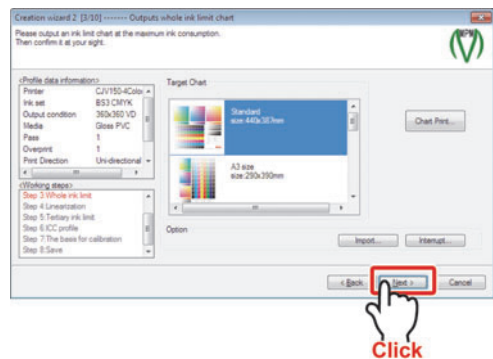 Creation wizard 2 [3/10] ------- Outputs whole ink limit chart
Please output an ink limit chart at the maximum ink consumption.
Then confirm it at your sight.
<Profile data information>
Printer CJV150-4Color
Ink set BS3 CMYK
Output condition 360x360 VD
Media Gloss PVC
Pass 1
Overprint 1
Print Direction Uni-directional
<Working steps>
Step 3:Whole ink limit
Step 4:Linearization
Step 5:Tertiary ink limit
Step 6:ICC profile
Step 7:The basis for calibration
Step 8:Save
Target Chart
Standard
size:440x387mm
A3 size
size:290x390mm
Chart Print...
Option
Import...
Interrupt...
< Back
Next >
Cancel
Click